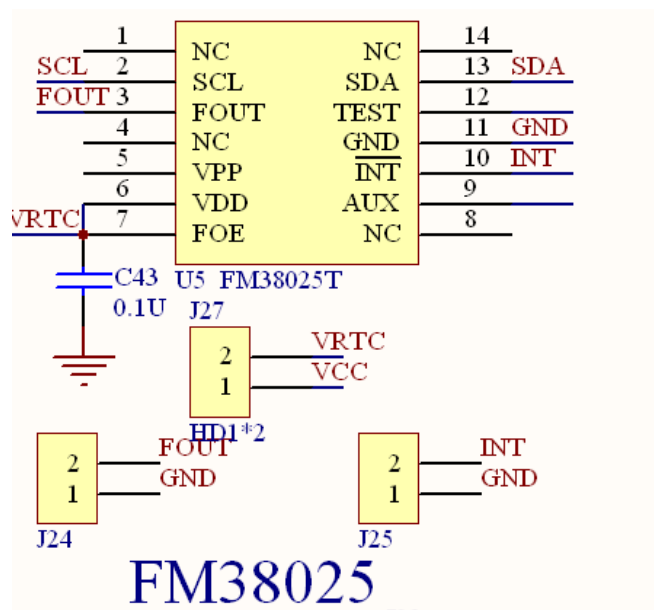 1 NC NC 14
SCL 2 SCL SDA 13 SDA
FOUT 3 FOUT TEST 12
4 NC GND 11 GND
5 VPP INT 10 INT
6 VDD AUX 9
VRTC 7 FOE NC 8
C43 U5 FM38025T
0.1U J27
2 VRTC
1 VCC
HD1*2
2 FOUT
1 GND
J24
2 INT
1 GND
J25
FM38025